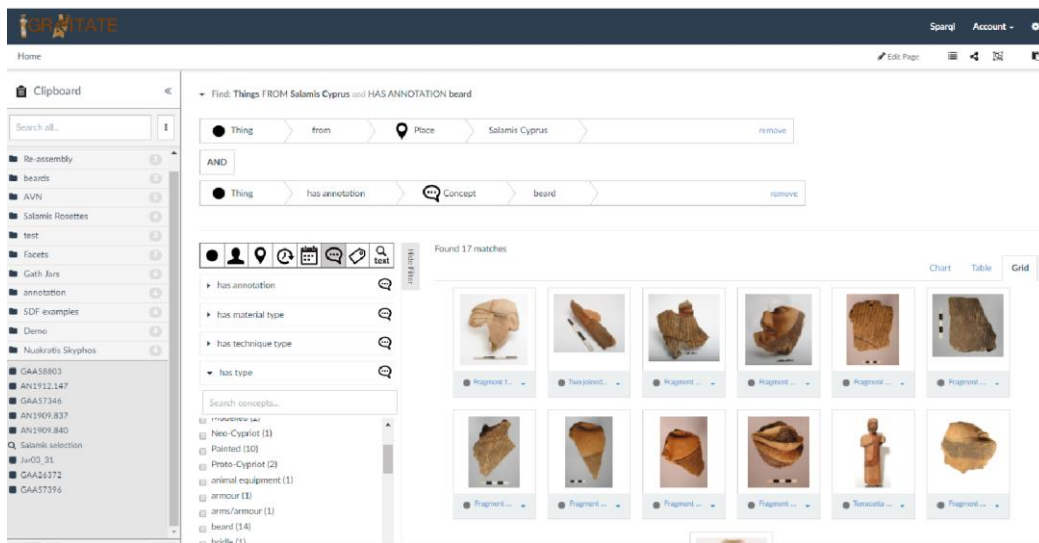 GRAVITATE
Sparql Account
Home
Edit Page
Clipboard
Find: Things FROM Salamis Cyprus and HAS ANNOTATION beard
Search all...
Thing from Place Salamis Cyprus remove
AND
Thing has annotation Concept beard remove
Re-assembly
beards
AVN
Salamis Rosettes
test
Facets
Gath Jars
annotation
SDF examples
Demo
Nuakratis Skyphos
GAA58803
AN1912.147
GAA57346
AN1909.837
AN1909.840
Salamis selection
Jar03_31
GAA26372
GAA57396
text
Hide Filter
has annotation
has material type
has technique type
has type
Search concepts...
Modelled (2)
Neo-Cypriot (1)
Painted (10)
Proto-Cypriot (2)
animal equipment (1)
armour (1)
arms/armour (1)
beard (14)
bridle (1)
Found 17 matches
Chart Table Grid
Fragment f... Two joined... Fragment ... Fragment ... Fragment ... Fragment ...
Fragment ... Fragment ... Fragment ... Fragment ... Terracotta ... Fragment ...